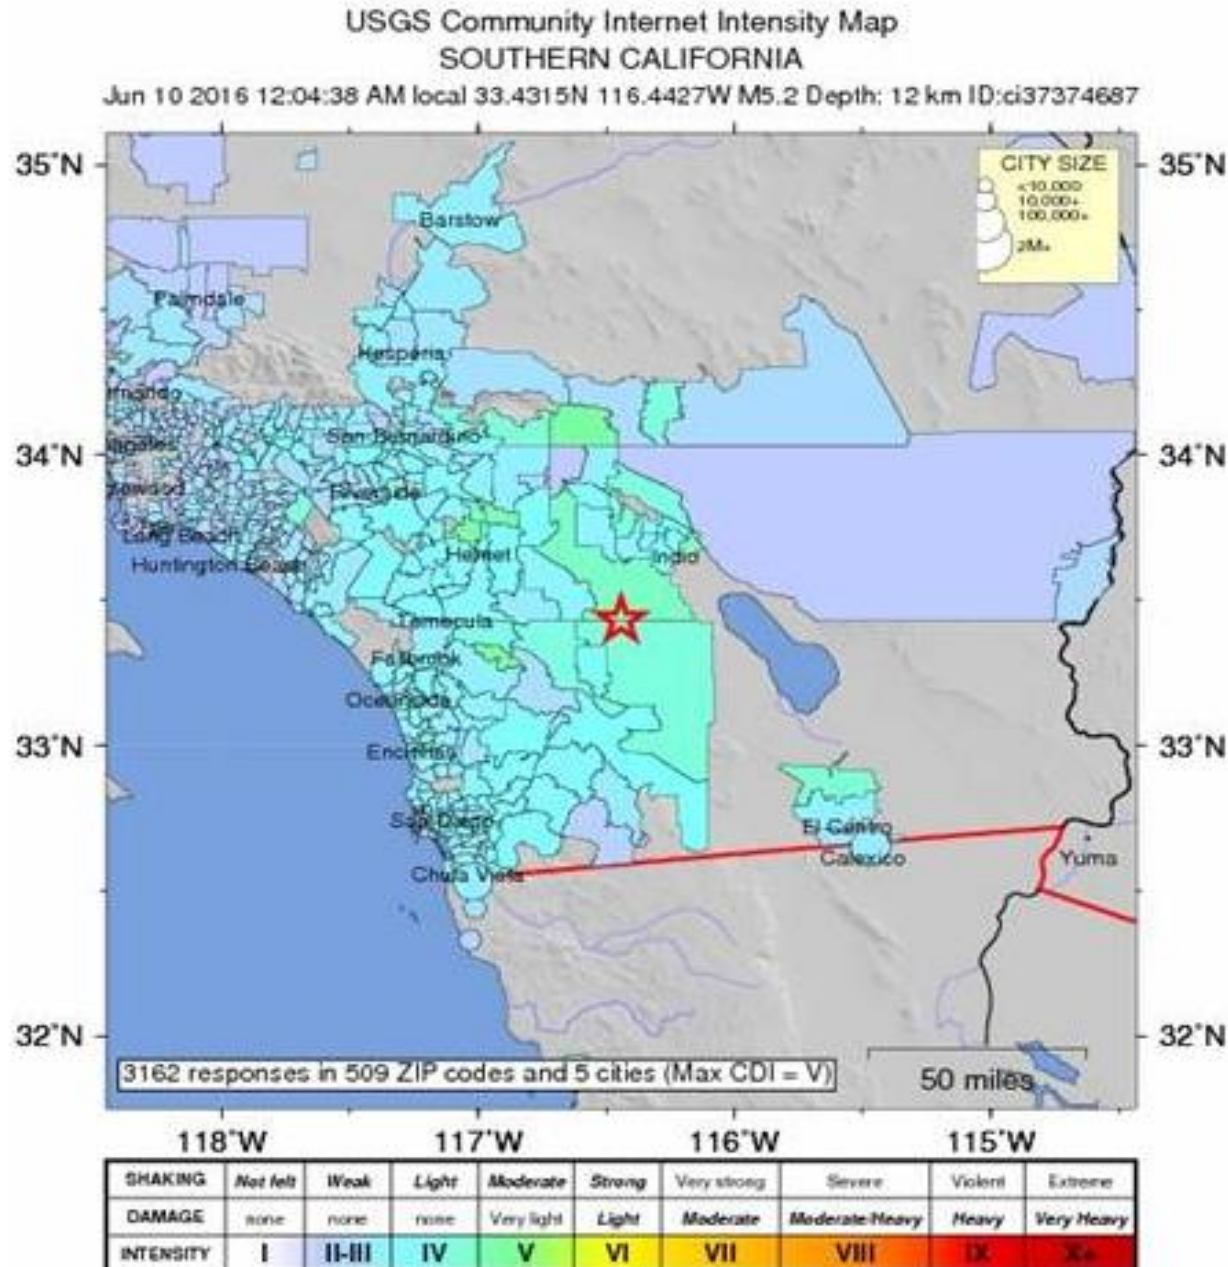 USGS Community Internet Intensity Map
SOUTHERN CALIFORNIA
Jun 10 2016 12:04:38 AM local 33.4315N 116.4427W M5.2 Depth: 12 km ID:ci37374687
35°N
35°N
CITY SIZE
<10,000
10,000+
100,000+
2M+
Barstow
Palmdale
Hesperia
rnando
San Bernardino
34°N
34°N
Riverside
Long Beach
Huntington Beach
Hemet
Indio
Temecula
Fallbrook
Oceanside
Encinitas
33°N
33°N
San Diego
El Centro
Calexico
Yuma
Chula Vista
32°N
32°N
3162 responses in 509 ZIP codes and 5 cities (Max CDI = V)
50 miles
118°W 117°W 116°W 115°W
SHAKING Not felt Weak Light Moderate Strong Very strong Severe Violent Extreme
DAMAGE none none none Very light Light Moderate Moderate/Heavy Heavy Very Heavy
INTENSITY I II-III IV V VI VII VIII IX X+